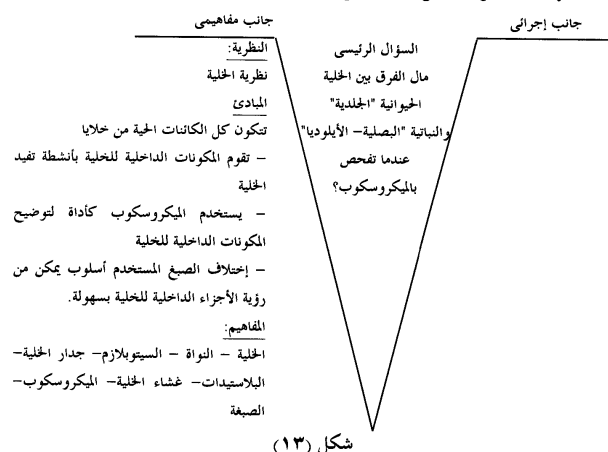 جانب إجرائى
جانب مفاهيمى
السؤال الرئيسى
مال الفرق بين الخلية
الحيوانية "الجلدية"
والنباتية "البصلية– الأيلوديا"
عندما تفحص
بالميكروسكوب؟
النظرية:
نظرية الخلية
المبادئ
تتكون كل الكائنات الحية من خلايا
– تقوم المكونات الداخلية للخلية بأنشطة تفيد
الخلية
– يستخدم الميكروسكوب كأداة لتوضيح
المكونات الداخلية للخلية
– إختلاف الصبغ المستخدم أسلوب يمكن من
رؤية الأجزاء الداخلية للخلية بسهولة.
المفاهيم:
الخلية – النواة – السيتوبلازم– جدار الخلية–
البلاستيدات– غشاء الخلية– الميكروسكوب–
الصبغة
شكل (١٣)